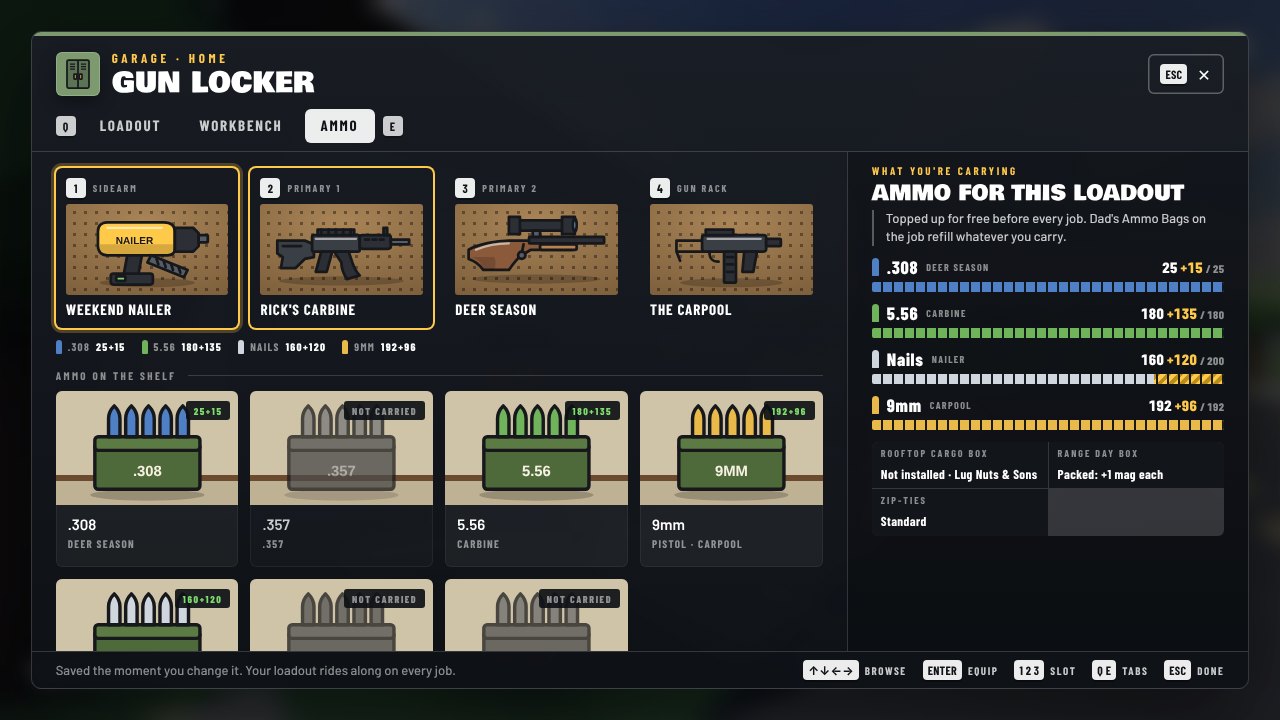 GARAGE · HOME
GUN LOCKER
ESC ×
Q LOADOUT WORKBENCH AMMO E
1 SIDEARM
NAILER
WEEKEND NAILER
2 PRIMARY 1
RICK'S CARBINE
3 PRIMARY 2
DEER SEASON
4 GUN RACK
THE CARPOOL
.308 25+15 5.56 180+135 NAILS 160+120 9MM 192+96
AMMO ON THE SHELF
25+15
.308
.308
DEER SEASON
NOT CARRIED
.357
.357
.357
180+135
5.56
5.56
CARBINE
192+96
9MM
9mm
PISTOL · CARPOOL
160+120
NOT CARRIED
NOT CARRIED
WHAT YOU'RE CARRYING
AMMO FOR THIS LOADOUT
Topped up for free before every job. Dad's Ammo Bags on
the job refill whatever you carry.
.308 DEER SEASON 25 +15 / 25
5.56 CARBINE 180 +135 / 180
Nails NAILER 160 +120 / 200
9mm CARPOOL 192 +96 / 192
ROOFTOP CARGO BOX
Not installed · Lug Nuts & Sons
RANGE DAY BOX
Packed: +1 mag each
ZIP-TIES
Standard
Saved the moment you change it. Your loadout rides along on every job.
↑↓←→ BROWSE ENTER EQUIP 1 2 3 SLOT Q E TABS ESC DONE